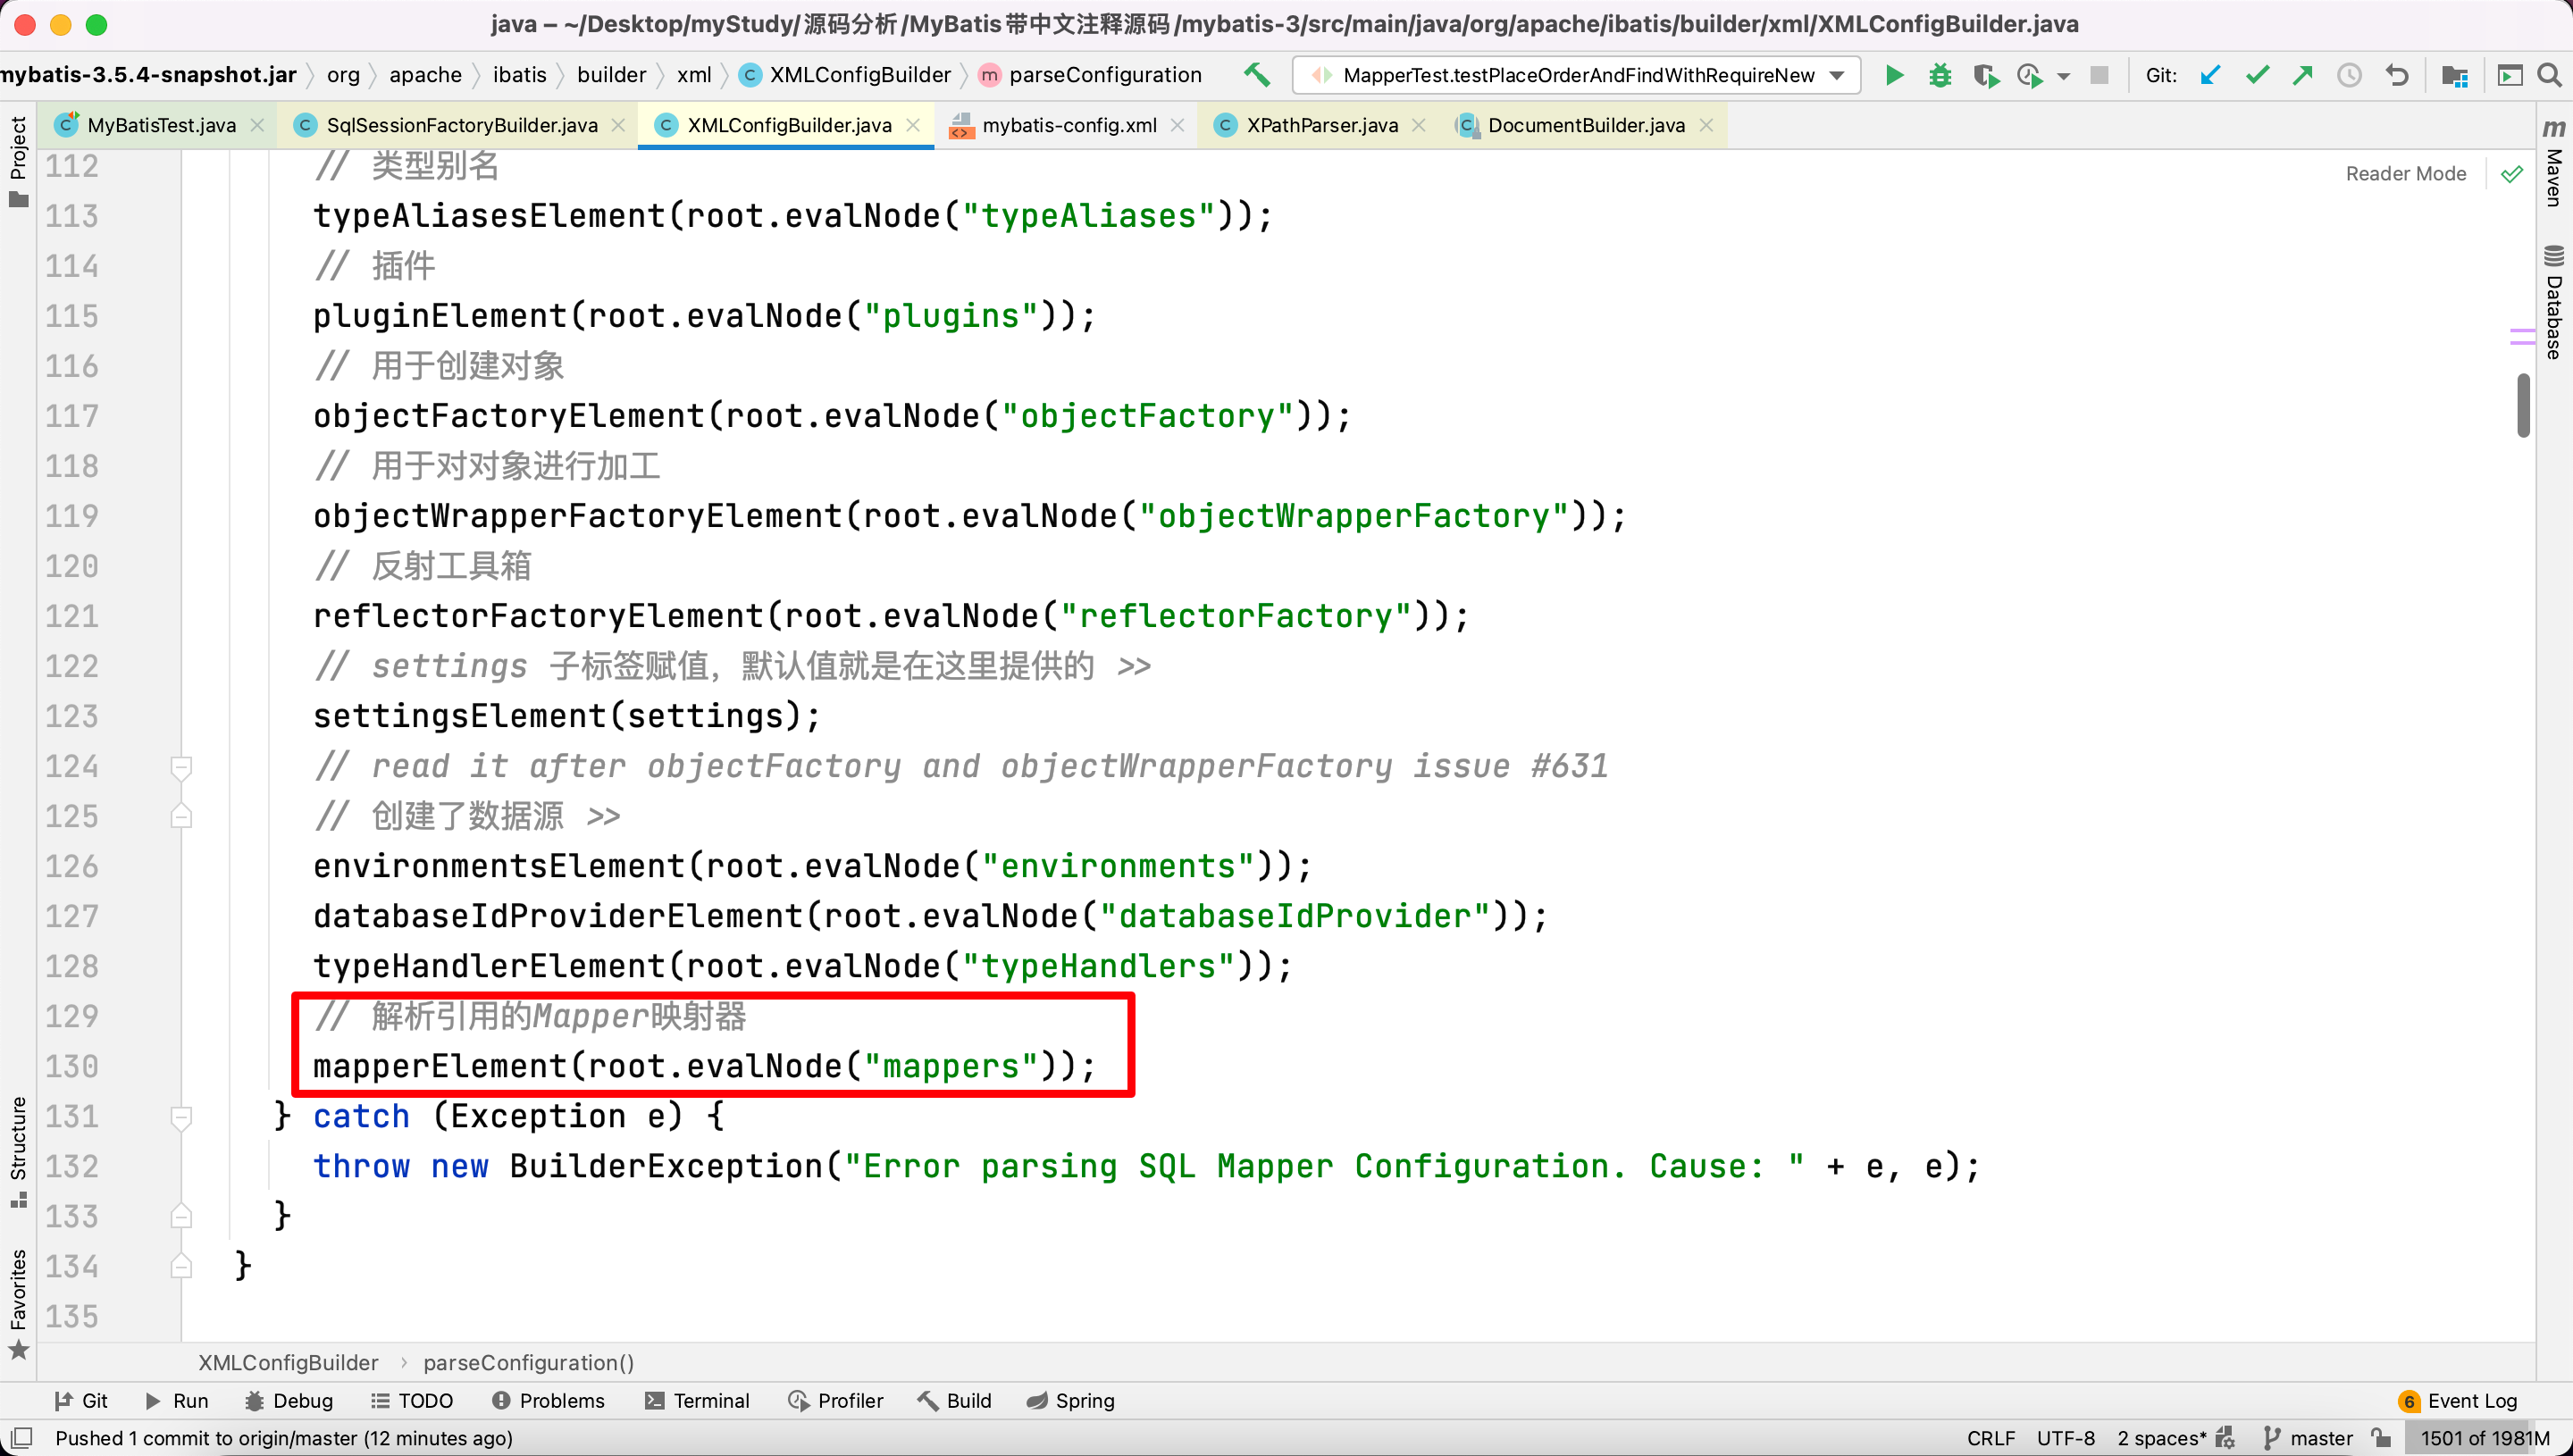 java – ~/Desktop/myStudy/源码分析/MyBatis带中文注释源码/mybatis-3/src/main/java/org/apache/ibatis/builder/xml/XMLConfigBuilder.java
mybatis-3.5.4-snapshot.jar org apache ibatis builder xml XMLConfigBuilder parseConfiguration MapperTest.testPlaceOrderAndFindWithRequireNew Git:
MyBatisTest.java SqlSessionFactoryBuilder.java XMLConfigBuilder.java mybatis-config.xml XPathParser.java DocumentBuilder.java
Project
Structure
Favorites
Maven
Database
Reader Mode
112 // 类型别名
113 typeAliasesElement(root.evalNode("typeAliases"));
114 // 插件
115 pluginElement(root.evalNode("plugins"));
116 // 用于创建对象
117 objectFactoryElement(root.evalNode("objectFactory"));
118 // 用于对对象进行加工
119 objectWrapperFactoryElement(root.evalNode("objectWrapperFactory"));
120 // 反射工具箱
121 reflectorFactoryElement(root.evalNode("reflectorFactory"));
122 // settings 子标签赋值，默认值就是在这里提供的 >>
123 settingsElement(settings);
124 // read it after objectFactory and objectWrapperFactory issue #631
125 // 创建了数据源 >>
126 environmentsElement(root.evalNode("environments"));
127 databaseIdProviderElement(root.evalNode("databaseIdProvider"));
128 typeHandlerElement(root.evalNode("typeHandlers"));
129 // 解析引用的Mapper映射器
130 mapperElement(root.evalNode("mappers"));
131 } catch (Exception e) {
132 throw new BuilderException("Error parsing SQL Mapper Configuration. Cause: " + e, e);
133 }
134 }
135
XMLConfigBuilder › parseConfiguration()
Git Run Debug TODO Problems Terminal Profiler Build Spring 6 Event Log
Pushed 1 commit to origin/master (12 minutes ago) CRLF UTF-8 2 spaces* master 1501 of 1981M